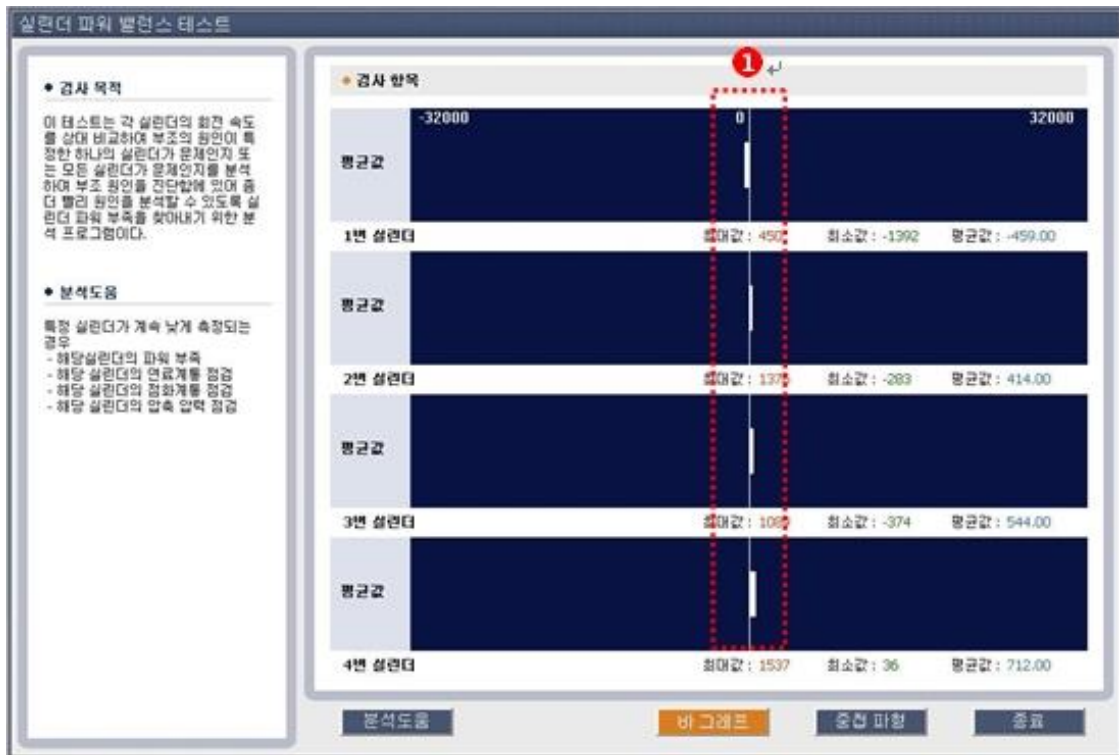 실린더 파워 밸런스 테스트
• 검사 목적
이 테스트는 각 실린더의 회전 속도
를 상대 비교하여 부조의 원인이 특
정한 하나의 실린더가 문제인지 또
는 모든 실린더가 문제인지를 분석
하여 부조 원인을 진단함에 있어 좀
더 빨리 원인을 분석할 수 있도록 실
린더 파워 부족을 찾아내기 위한 분
석 프로그램이다.
• 분석도움
특정 실린더가 계속 낮게 측정되는
경우
- 해당실린더의 파워 부족
- 해당 실린더의 연료계통 점검
- 해당 실린더의 점화계통 점검
- 해당 실린더의 압축 압력 점검
• 검사 항목
1 ↵
-32000 0 32000
평균값
1번 실린더 최대값 : 450 최소값 : -1392 평균값 : -459.00
평균값
2번 실린더 최대값 : 최소값 : -283 평균값 : 414.00
평균값
3번 실린더 최대값 : 최소값 : -374 평균값 : 544.00
평균값
4번 실린더 최대값 : 1537 최소값 : 36 평균값 : 712.00
분석도움 바 그래프 중첩 파형 종료